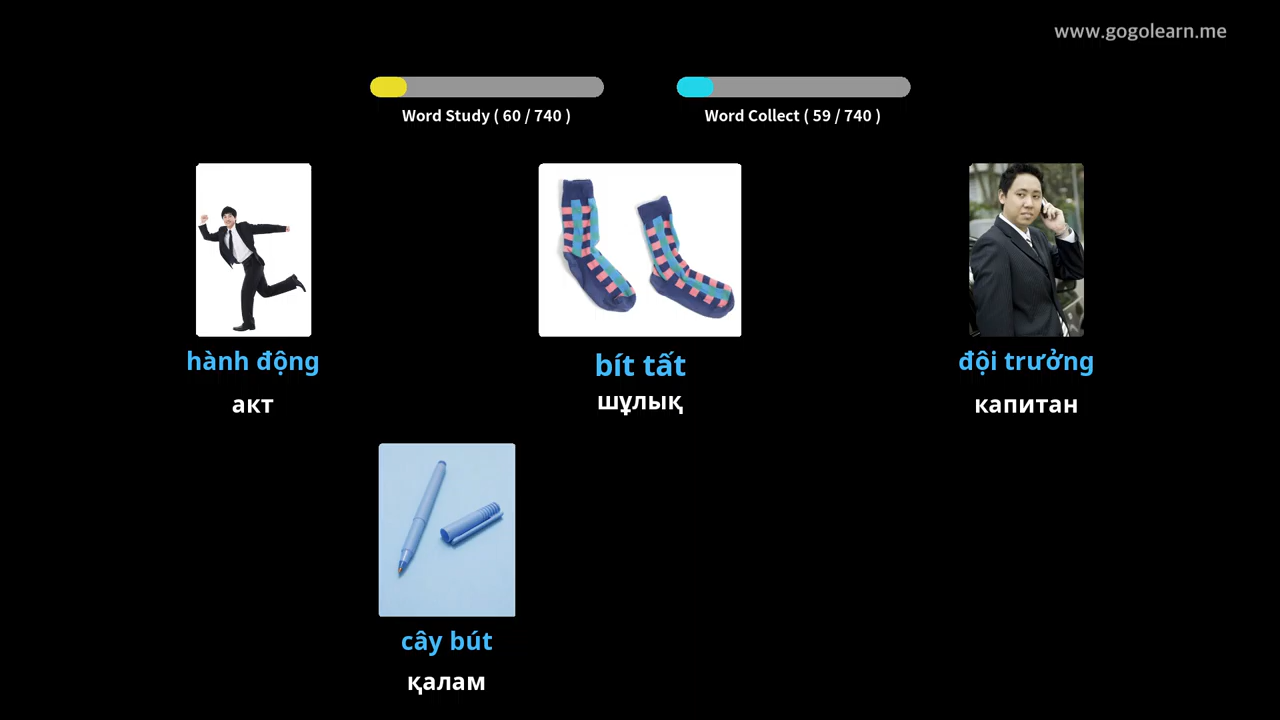 www.gogolearn.me
Word Study ( 60 / 740 )
Word Collect ( 59 / 740 )
hành động
акт
bít tất
шұлық
đội trưởng
капитан
cây bút
қалам